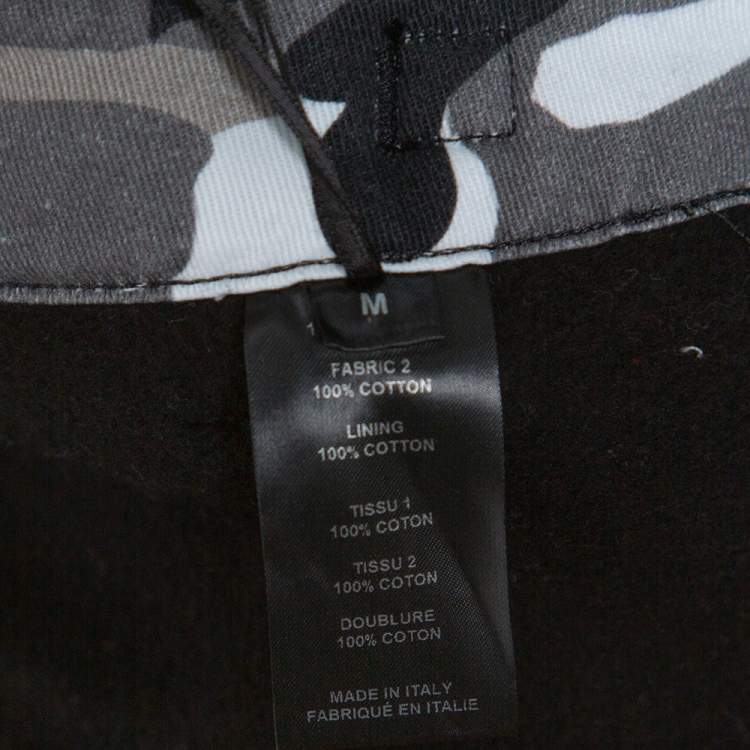 M
1
FABRIC 2
100% COTTON
LINING
100% COTTON
TISSU 1
100% COTON
TISSU 2
100% COTON
DOUBLURE
100% COTON
MADE IN ITALY
FABRIQUÉ EN ITALIE